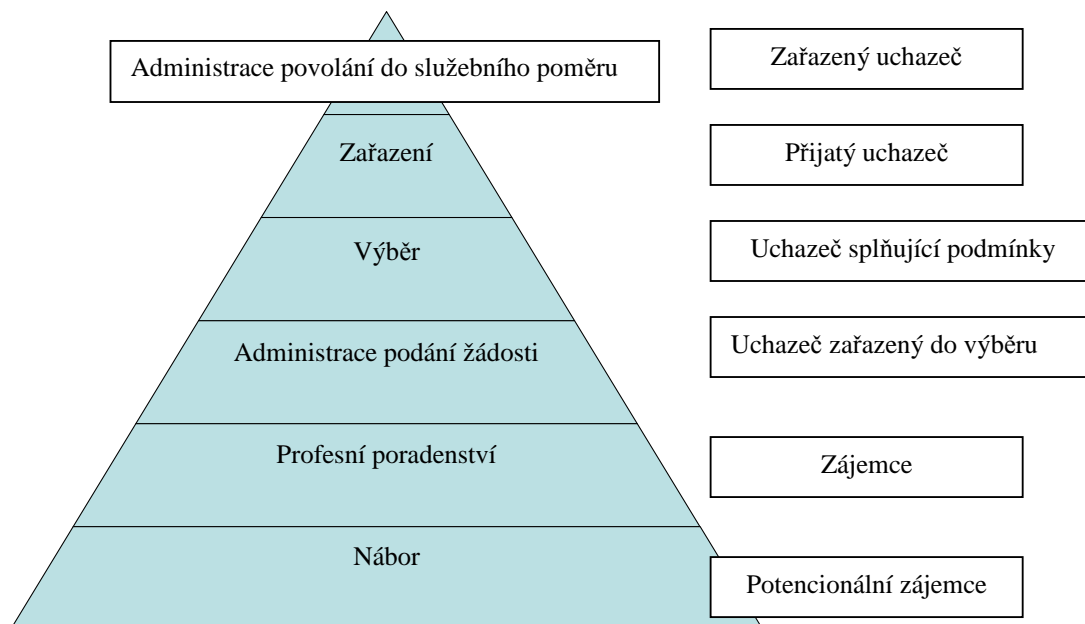 Administrace povolání do služebního poměru
Zařazený uchazeč
Zařazení
Přijatý uchazeč
Výběr
Uchazeč splňující podmínky
Administrace podání žádosti
Uchazeč zařazený do výběru
Profesní poradenství
Zájemce
Nábor
Potencionální zájemce